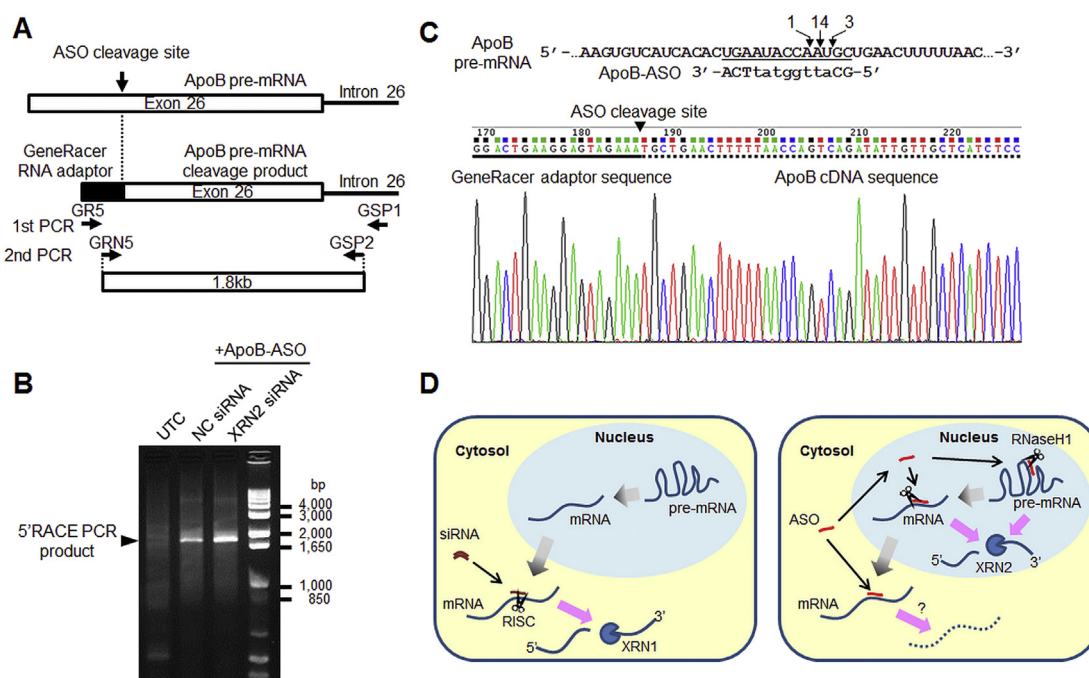 A
ASO cleavage site
ApoB pre-mRNA
Exon 26
Intron 26
GeneRacer
RNA adaptor
ApoB pre-mRNA
cleavage product
Exon 26
Intron 26
GR5
GSP1
1st PCR
GRN5
GSP2
2nd PCR
1.8kb
B
+ApoB-ASO
UTC
NC siRNA
XRN2 siRNA
bp
4,000
3,000
2,000
1,650
1,000
850
5'RACE PCR
product
C
1 14 3
ApoB
pre-mRNA
5'-…AAGUGUCAUCACACUGAAUACCAAUGCUGAACUUUUUAAC…-3'
ApoB-ASO
3'-ACTtatggttaCG-5'
ASO cleavage site
170 180 190 200 210 220
GGACTGAAGGAGTAGAAATGCTGAACTTTTTAACCAGTCAGATATTGTTGCTCATCTCC
GeneRacer adaptor sequence
ApoB cDNA sequence
D
Cytosol
Nucleus
mRNA
pre-mRNA
siRNA
mRNA
RISC
5'
3'
XRN1
Cytosol
Nucleus
RNaseH1
ASO
mRNA
pre-mRNA
5'
XRN2
3'
mRNA
?